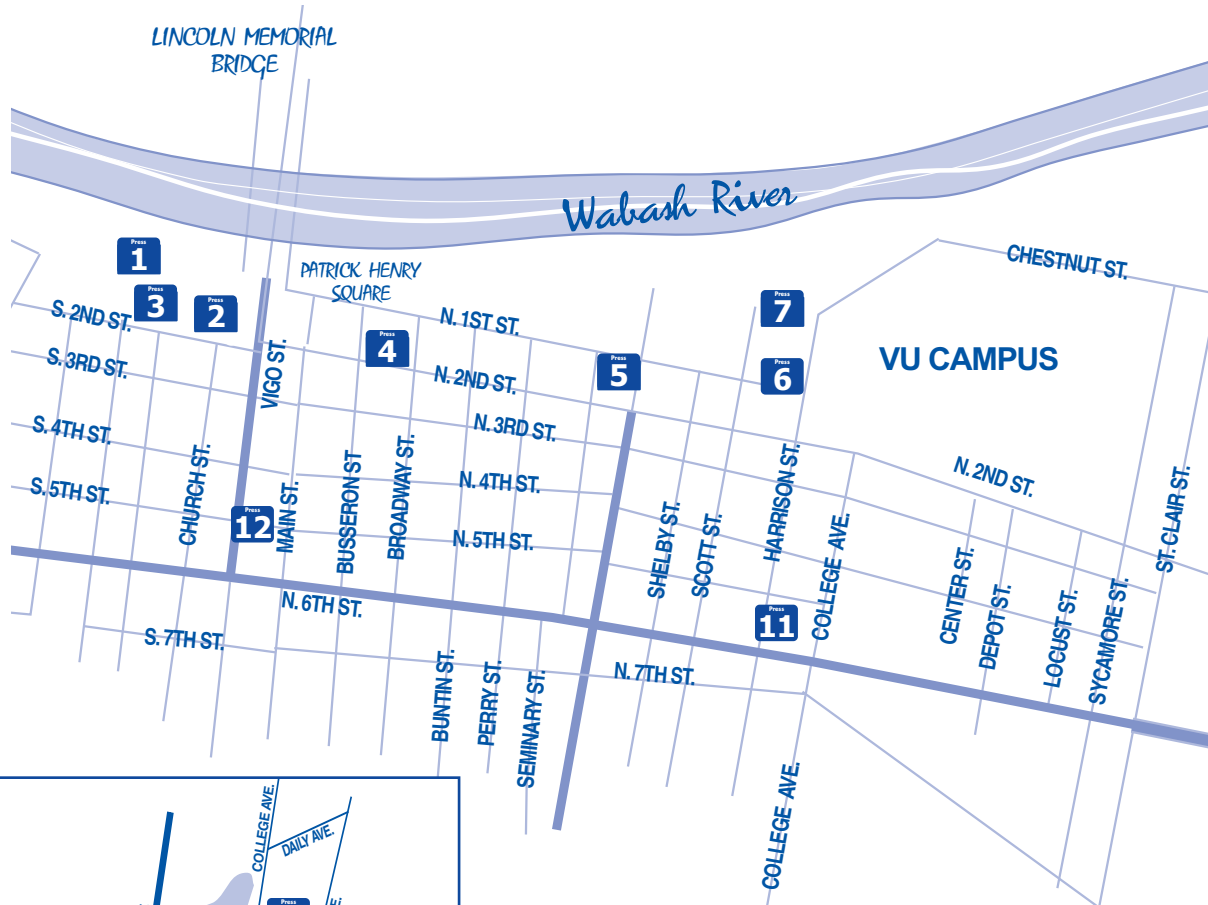 LINCOLN MEMORIAL
BRIDGE
Wabash River
Press
1
PATRICK HENRY
SQUARE
CHESTNUT ST.
Press
3
Press
2
Press
7
S. 2ND ST.
N. 1ST ST.
Press
4
VU CAMPUS
S. 3RD ST.
VIGO ST.
N. 2ND ST.
Press
5
Press
6
S. 4TH ST.
N. 3RD ST.
S. 5TH ST.
N. 4TH ST.
N. 2ND ST.
CHURCH ST.
Press
12
MAIN ST.
BUSSERON ST
BROADWAY ST.
N. 5TH ST.
SHELBY ST.
SCOTT ST.
HARRISON ST.
COLLEGE AVE.
ST. CLAIR ST.
N. 6TH ST.
Press
11
CENTER ST.
DEPOT ST.
LOCUST ST.
SYCAMORE ST.
S. 7TH ST.
N. 7TH ST.
BUNTIN ST.
PERRY ST.
SEMINARY ST.
COLLEGE AVE.
COLLEGE AVE.
DAILY AVE.
Press